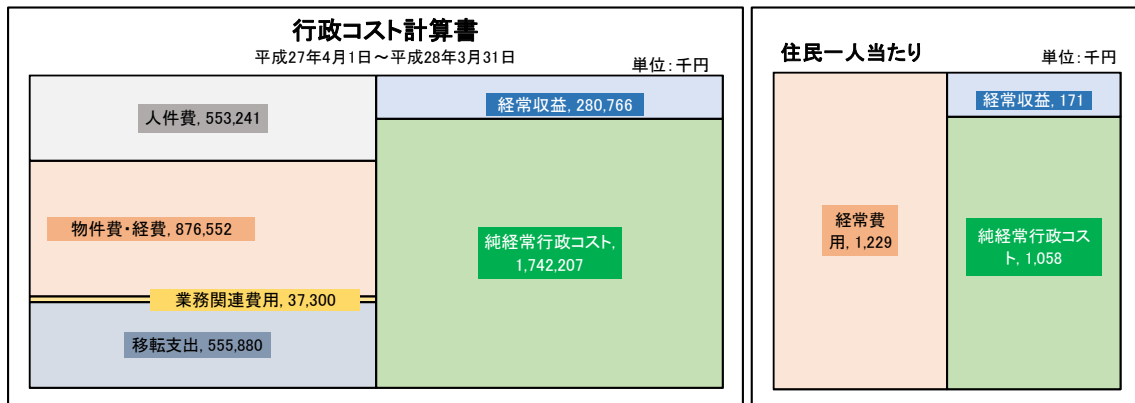 行政コスト計算書
平成27年4月1日～平成28年3月31日
単位：千円
人件費, 553,241
物件費・経費, 876,552
業務関連費用, 37,300
移転支出, 555,880
経常収益, 280,766
純経常行政コスト,
1,742,207
住民一人当たり
単位：千円
経常費
用, 1,229
経常収益, 171
純経常行政コス
ト, 1,058